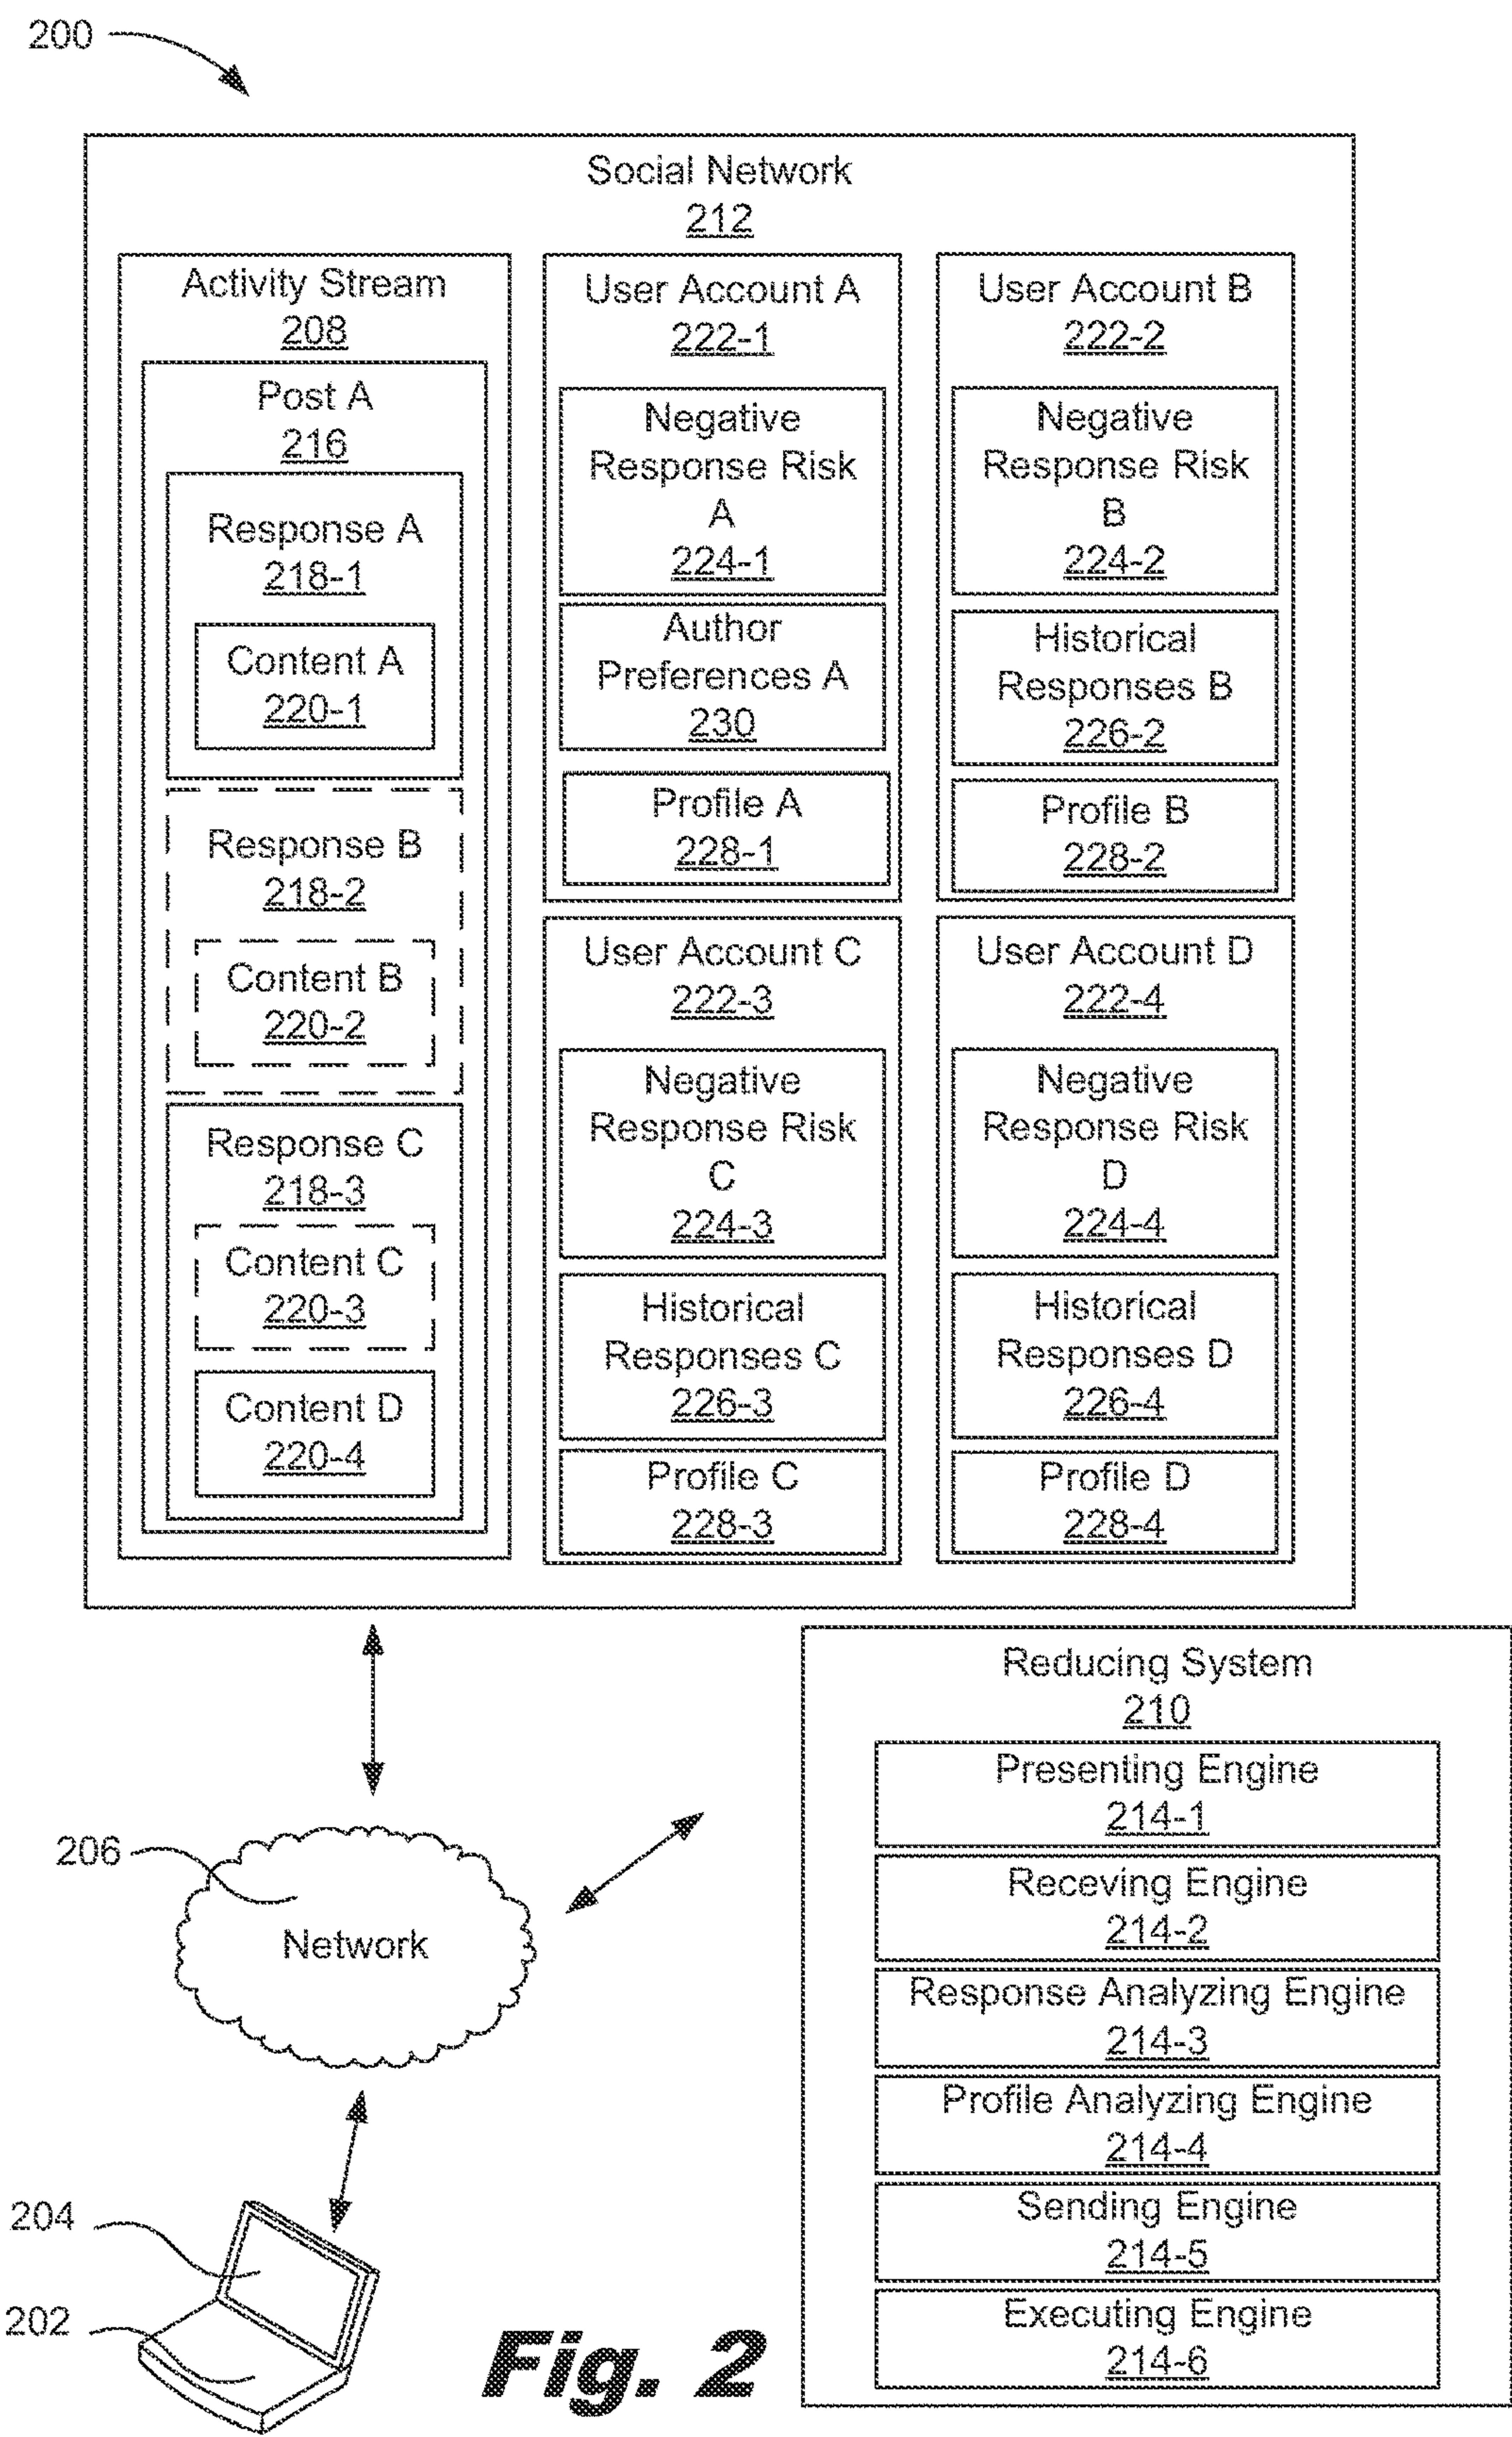 200
Social Network
212
Activity Stream
208
Post A
216
Response A
218-1
Content A
220-1
Response B
218-2
Content B
220-2
Response C
218-3
Content C
220-3
Content D
220-4
User Account A
222-1
Negative
Response Risk
A
224-1
Author
Preferences A
230
Profile A
228-1
User Account B
222-2
Negative
Response Risk
B
224-2
Historical
Responses B
226-2
Profile B
228-2
User Account C
222-3
Negative
Response Risk
C
224-3
Historical
Responses C
226-3
Profile C
228-3
User Account D
222-4
Negative
Response Risk
D
224-4
Historical
Responses D
226-4
Profile D
228-4
206
Network
204
202
Reducing System
210
Presenting Engine
214-1
Receving Engine
214-2
Response Analyzing Engine
214-3
Profile Analyzing Engine
214-4
Sending Engine
214-5
Executing Engine
214-6
Fig. 2